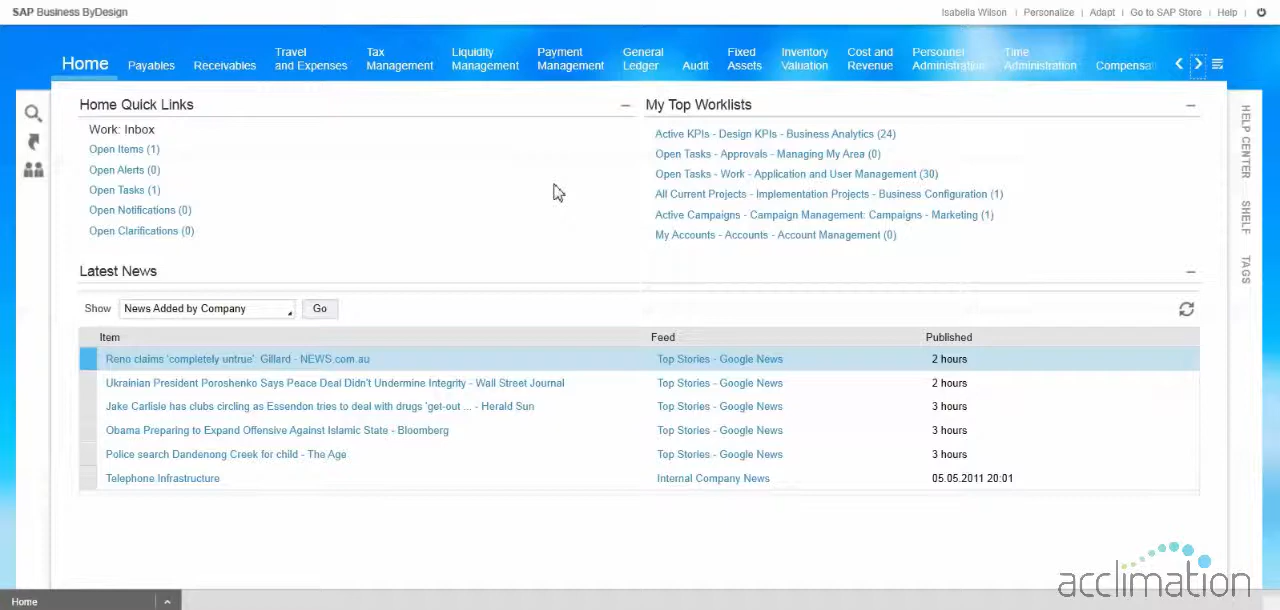 SAP Business ByDesign
Isabella Wilson | Personalize | Adapt | Go to SAP Store | Help
Home
Payables
Receivables
Travel and Expenses
Tax Management
Liquidity Management
Payment Management
General Ledger
Audit
Fixed Assets
Inventory Valuation
Cost and Revenue
Personnel Administration
Time Administration
Compensat
Home Quick Links
Work: Inbox
Open Items (1)
Open Alerts (0)
Open Tasks (1)
Open Notifications (0)
Open Clarifications (0)
My Top Worklists
Active KPIs - Design KPIs - Business Analytics (24)
Open Tasks - Approvals - Managing My Area (0)
Open Tasks - Work - Application and User Management (30)
All Current Projects - Implementation Projects - Business Configuration (1)
Active Campaigns - Campaign Management: Campaigns - Marketing (1)
My Accounts - Accounts - Account Management (0)
HELP CENTER
SHELF
TAGS
Latest News
Show News Added by Company Go
Item Feed Published
Reno claims 'completely untrue': Gillard - NEWS.com.au Top Stories - Google News 2 hours
Ukrainian President Poroshenko Says Peace Deal Didn't Undermine Integrity - Wall Street Journal Top Stories - Google News 2 hours
Jake Carlisle has clubs circling as Essendon tries to deal with drugs 'get-out ... - Herald Sun Top Stories - Google News 3 hours
Obama Preparing to Expand Offensive Against Islamic State - Bloomberg Top Stories - Google News 3 hours
Police search Dandenong Creek for child - The Age Top Stories - Google News 3 hours
Telephone Infrastructure Internal Company News 05.05.2011 20:01
acclimation
Home